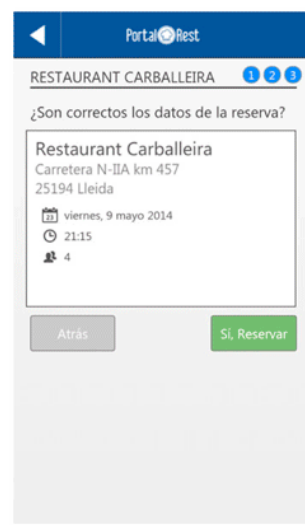 PortalRest
RESTAURANT CARBALLEIRA 1 2 3
¿Son correctos los datos de la reserva?
Restaurant Carballeira
Carretera N-IIA km 457
25194 Lleida
23 viernes, 9 mayo 2014
21:15
4
Atrás Sí, Reservar